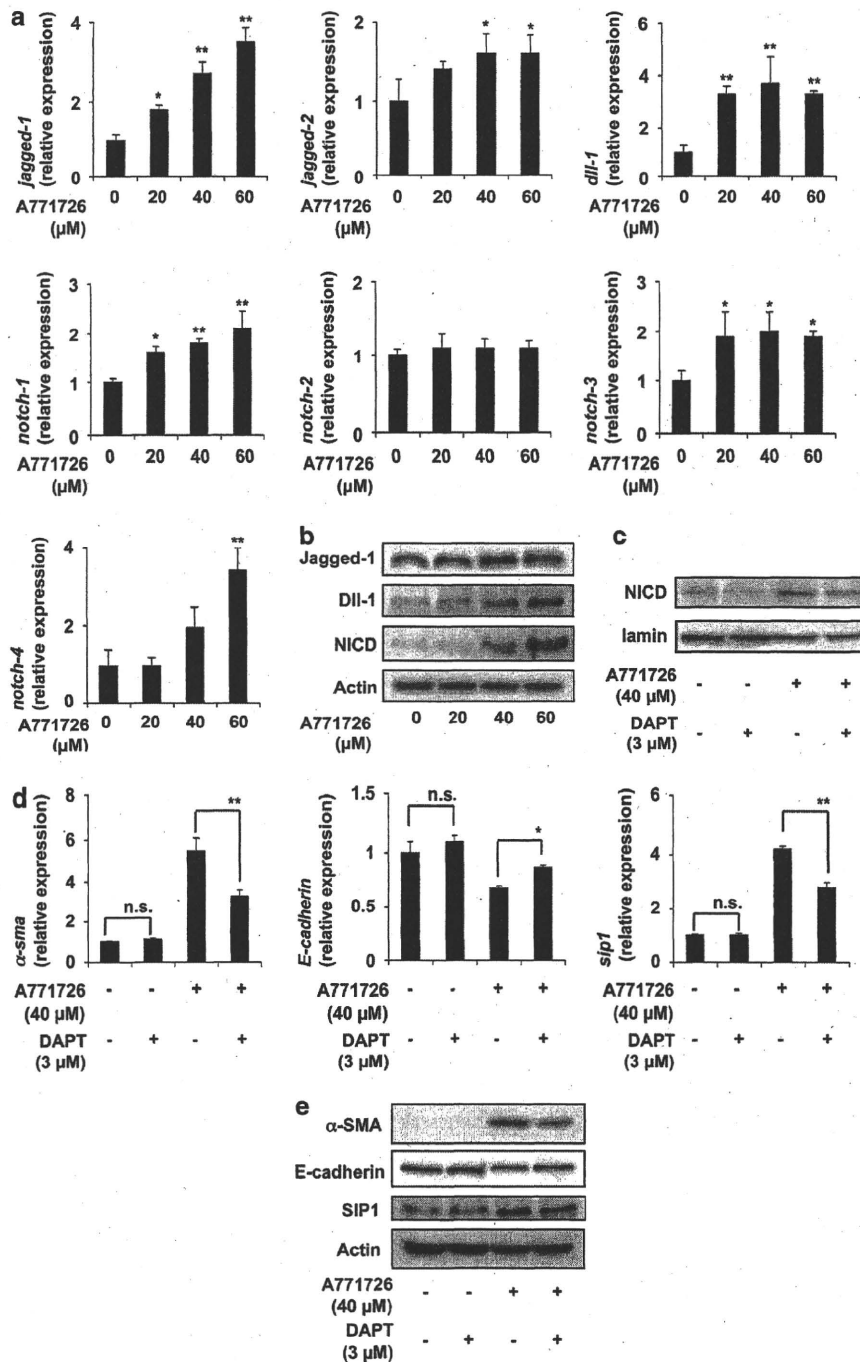 a
jagged-1
(relative expression)
4
2
0
*
**
**
0 20 40 60
A771726
(µM)
jagged-2
(relative expression)
2
1
0
*
*
0 20 40 60
A771726
(µM)
dll-1
(relative expression)
6
4
2
0
**
**
**
0 20 40 60
A771726
(µM)
notch-1
(relative expression)
3
2
1
0
*
**
**
0 20 40 60
A771726
(µM)
notch-2
(relative expression)
2
1
0
0 20 40 60
A771726
(µM)
notch-3
(relative expression)
3
2
1
0
*
*
*
0 20 40 60
A771726
(µM)
notch-4
(relative expression)
4
2
0
**
0 20 40 60
A771726
(µM)
b
Jagged-1
Dll-1
NICD
Actin
0 20 40 60
A771726
(µM)
c
NICD
lamin
A771726 - - + +
(40 µM)
DAPT - + - +
(3 µM)
d
α-sma
(relative expression)
8
6
4
2
0
n.s.
**
A771726 - - + +
(40 µM)
DAPT - + - +
(3 µM)
E-cadherin
(relative expression)
1.5
1
0.5
0
n.s.
*
A771726 - - + +
(40 µM)
DAPT - + - +
(3 µM)
sip1
(relative expression)
6
4
2
0
n.s.
**
A771726 - - + +
(40 µM)
DAPT - + - +
(3 µM)
e
α-SMA
E-cadherin
SIP1
Actin
A771726 - - + +
(40 µM)
DAPT - + - +
(3 µM)